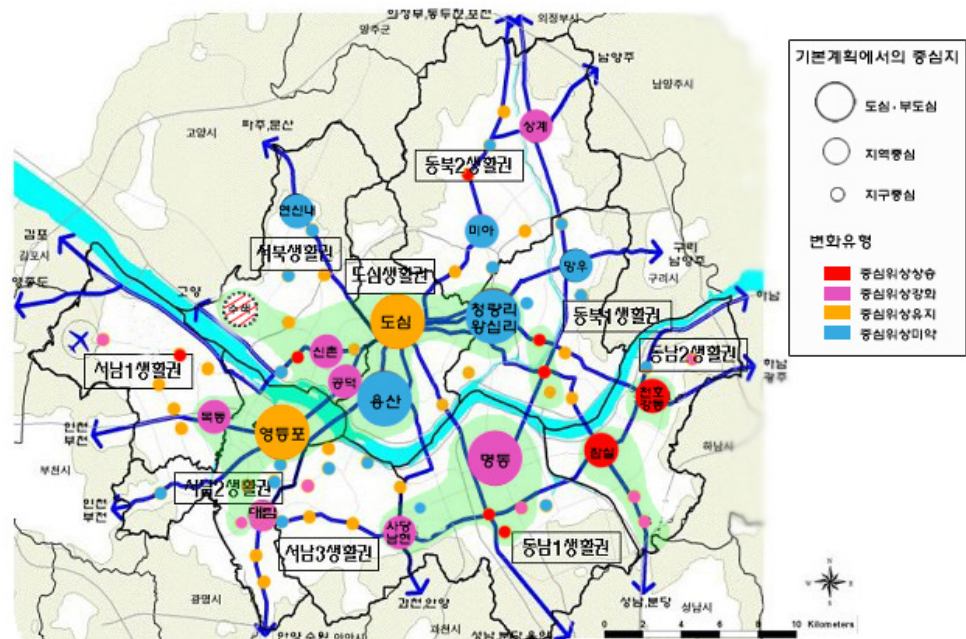 의정부,동두천,포천
양주군
의정부시
남양주
남양주시
고양시
파주,문산
상계
동북2생활권
연신내
미아
서북생활권
도심생활권
망우
구리
남양주
구리시
김포
김포시
고양
수색
도심
청량리
왕십리
동북1생활권
하남
서남1생활권
신촌
공덕
용산
동남2생활권
하남
광주
목동
영등포
인천
부천
부천시
잠실
하남시
서남2생활권
인천
부천
대림
사당
남현
서남3생활권
동남1생활권
광명시
과천,안양
과천시
성남,분당
성남시
기본계획에서의 중심지
도심·부도심
지역중심
지구중심
변화유형
중심위상상승
중심위상강화
중심위상유지
중심위상미약
N
W
E
S
0 2 4 6 8 10 Kilometers